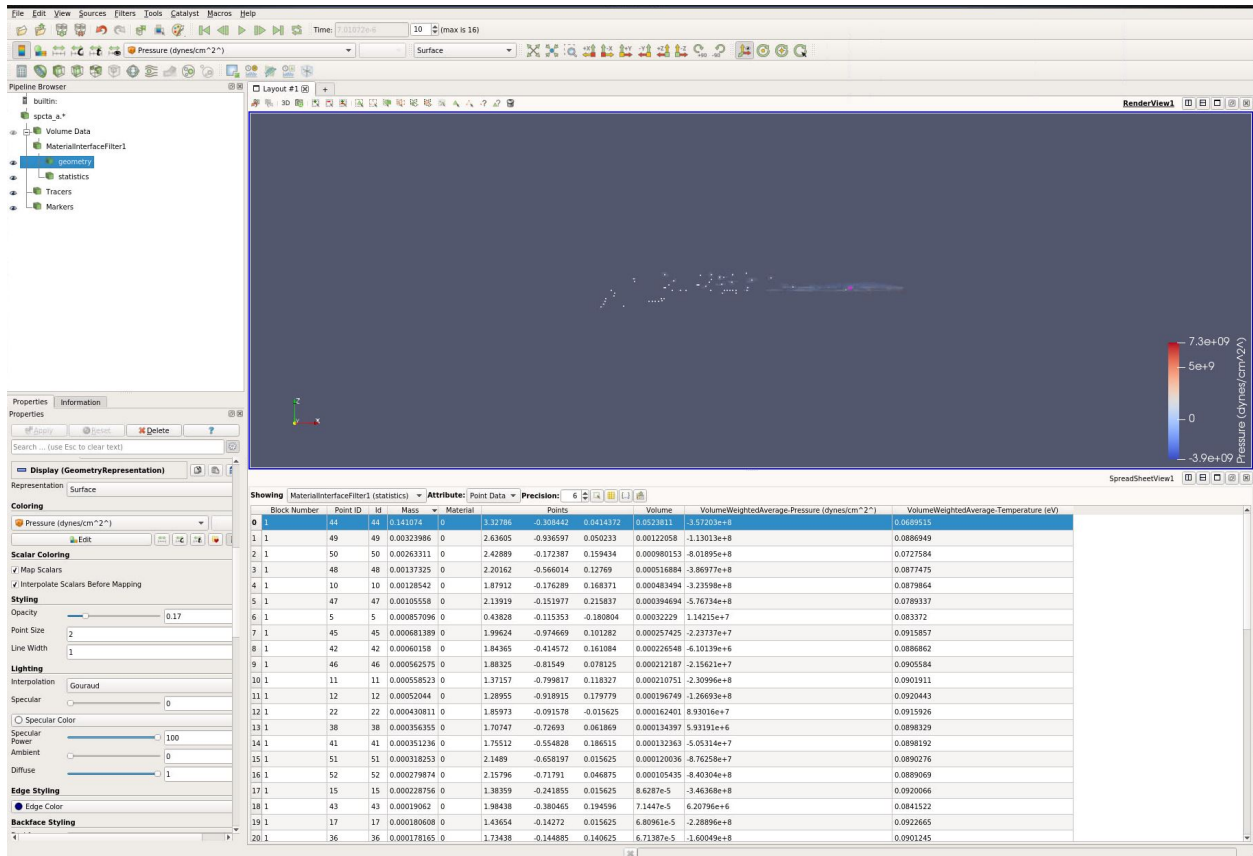 File Edit View Sources Filters Tools Catalyst Macros Help
Time: 7.01072e-6 10 (max is 16)
Pressure (dynes/cm^2^) Surface
Pipeline Browser
builtin:
spcta_a.*
Volume Data
MaterialInterfaceFilter1
geometry
statistics
Tracers
Markers
Layout #1
3D
RenderView1
7.3e+09
5e+9
0
-3.9e+09
Pressure (dynes/cm^2^)
Z
Y X
Properties Information
Properties
Apply Reset Delete ?
Search ... (use Esc to clear text)
Display (GeometryRepresentation)
Representation Surface
Coloring
Pressure (dynes/cm^2^)
Edit
Scalar Coloring
Map Scalars
Interpolate Scalars Before Mapping
Styling
Opacity 0.17
Point Size 2
Line Width 1
Lighting
Interpolation Gouraud
Specular 0
Specular Color
Specular Power 100
Ambient 0
Diffuse 1
Edge Styling
Edge Color
Backface Styling
SpreadSheetView1
Showing MaterialInterfaceFilter1 (statistics) Attribute: Point Data Precision: 6
Block Number Point ID Id Mass Material Points Volume VolumeWeightedAverage-Pressure (dynes/cm^2^) VolumeWeightedAverage-Temperature (eV)
0 1 44 44 0.141074 0 3.32786 -0.308442 0.0414372 0.0523811 -3.57203e+8 0.0689515
1 1 49 49 0.00323986 0 2.63605 -0.936597 0.050233 0.00122058 -1.13013e+8 0.0886949
2 1 50 50 0.00263311 0 2.42889 -0.172387 0.159434 0.000980153 -8.01895e+8 0.0727584
3 1 48 48 0.00137325 0 2.20162 -0.566014 0.12769 0.000516884 -3.86977e+8 0.0877475
4 1 10 10 0.00128542 0 1.87912 -0.176289 0.168371 0.000483494 -3.23598e+8 0.0879864
5 1 47 47 0.00105558 0 2.13919 -0.151977 0.215837 0.000394694 -5.76734e+8 0.0789337
6 1 5 5 0.000857096 0 0.43828 -0.115353 -0.180804 0.00032229 1.14215e+7 0.083372
7 1 45 45 0.000681389 0 1.99624 -0.974669 0.101282 0.000257425 -2.23737e+7 0.0915857
8 1 42 42 0.00060158 0 1.84365 -0.414572 0.161084 0.000226548 -6.10139e+6 0.0886862
9 1 46 46 0.000562575 0 1.88325 -0.81549 0.078125 0.000212187 -2.15621e+7 0.0905584
10 1 11 11 0.000558523 0 1.37157 -0.799817 0.118327 0.000210751 -2.30996e+8 0.0901911
11 1 12 12 0.00052044 0 1.28955 -0.918915 0.179779 0.000196749 -1.26693e+8 0.0920443
12 1 22 22 0.000430811 0 1.85973 -0.091578 -0.015625 0.000162401 8.93016e+7 0.0915926
13 1 38 38 0.000356355 0 1.70747 -0.72693 0.061869 0.000134397 5.93191e+6 0.0898329
14 1 41 41 0.000351236 0 1.75512 -0.554828 0.186515 0.000132363 -5.05314e+7 0.0898192
15 1 51 51 0.000318253 0 2.1489 -0.658197 0.015625 0.000120036 -8.76258e+7 0.0890276
16 1 52 52 0.000279874 0 2.15796 -0.71791 0.046875 0.000105435 -8.40304e+8 0.0889069
17 1 15 15 0.000228756 0 1.38359 -0.241855 0.015625 8.6287e-5 -3.46368e+8 0.0920066
18 1 43 43 0.00019062 0 1.98438 -0.380465 0.194596 7.1447e-5 6.20796e+6 0.0841522
19 1 17 17 0.000180608 0 1.43654 -0.14272 0.015625 6.80961e-5 -2.28896e+8 0.0922665
20 1 36 36 0.000178165 0 1.73438 -0.144885 0.140625 6.71387e-5 -1.60049e+8 0.0901245